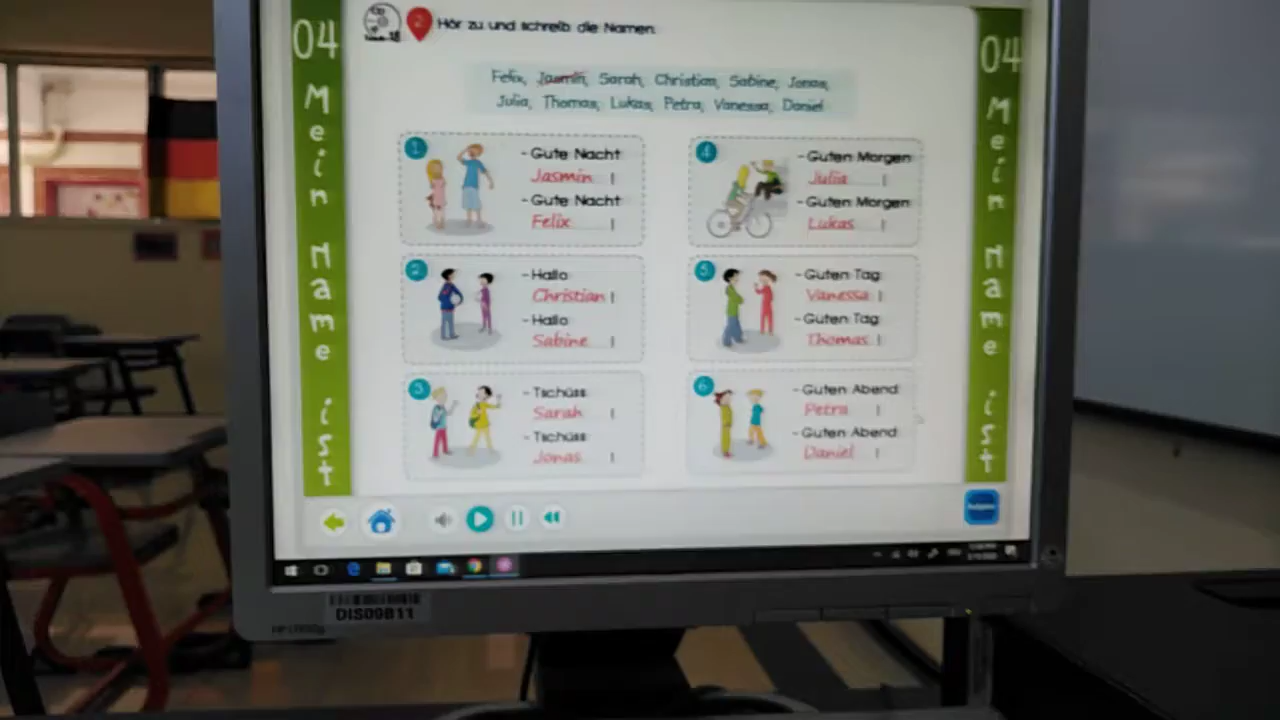 04
Mein Name ist
2 Hör zu und schreib die Namen.
Felix, Jasmin, Sarah, Christian, Sabine, Jonas,
Julia, Thomas, Lukas, Petra, Vanessa, Daniel
1
- Gute Nacht
Jasmin !
- Gute Nacht
Felix !
2
- Hallo
Christian !
- Hallo
Sabine !
3
- Tschüss
Sarah !
- Tschüss
Jonas !
4
- Guten Morgen
Julia !
- Guten Morgen
Lukas !
5
- Guten Tag
Vanessa !
- Guten Tag
Thomas !
6
- Guten Abend
Petra !
- Guten Abend
Daniel !
04
Mein Name ist
DIS09B11